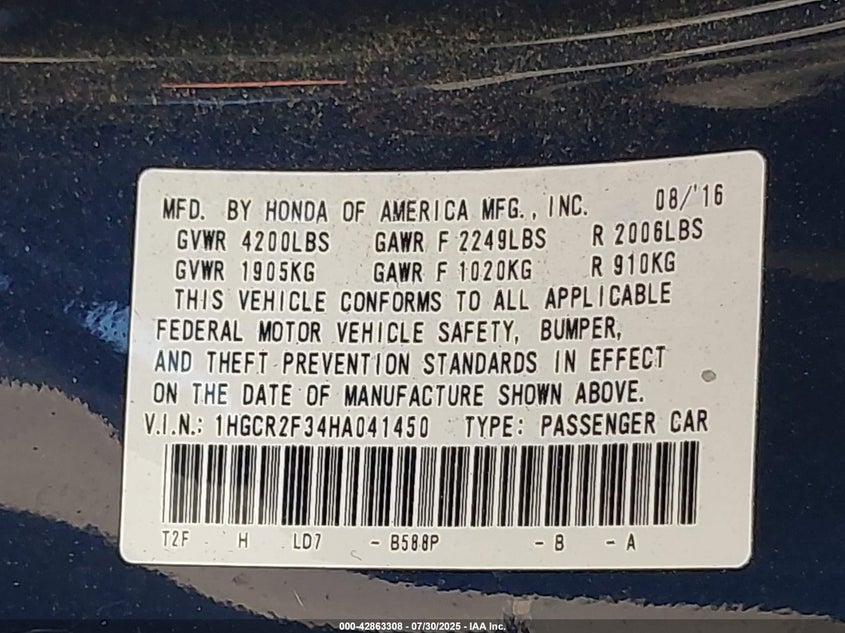 MFD. BY HONDA OF AMERICA MFG., INC. 08/'16
GVWR 4200LBS GAWR F 2249LBS R 2006LBS
GVWR 1905KG GAWR F 1020KG R 910KG
THIS VEHICLE CONFORMS TO ALL APPLICABLE
FEDERAL MOTOR VEHICLE SAFETY, BUMPER,
AND THEFT PREVENTION STANDARDS IN EFFECT
ON THE DATE OF MANUFACTURE SHOWN ABOVE.
V.I.N.: 1HGCR2F34HA041450 TYPE: PASSENGER CAR
T2F H LD7 - B588P - B - A
000-42863308 - 07/30/2025 - IAA Inc.